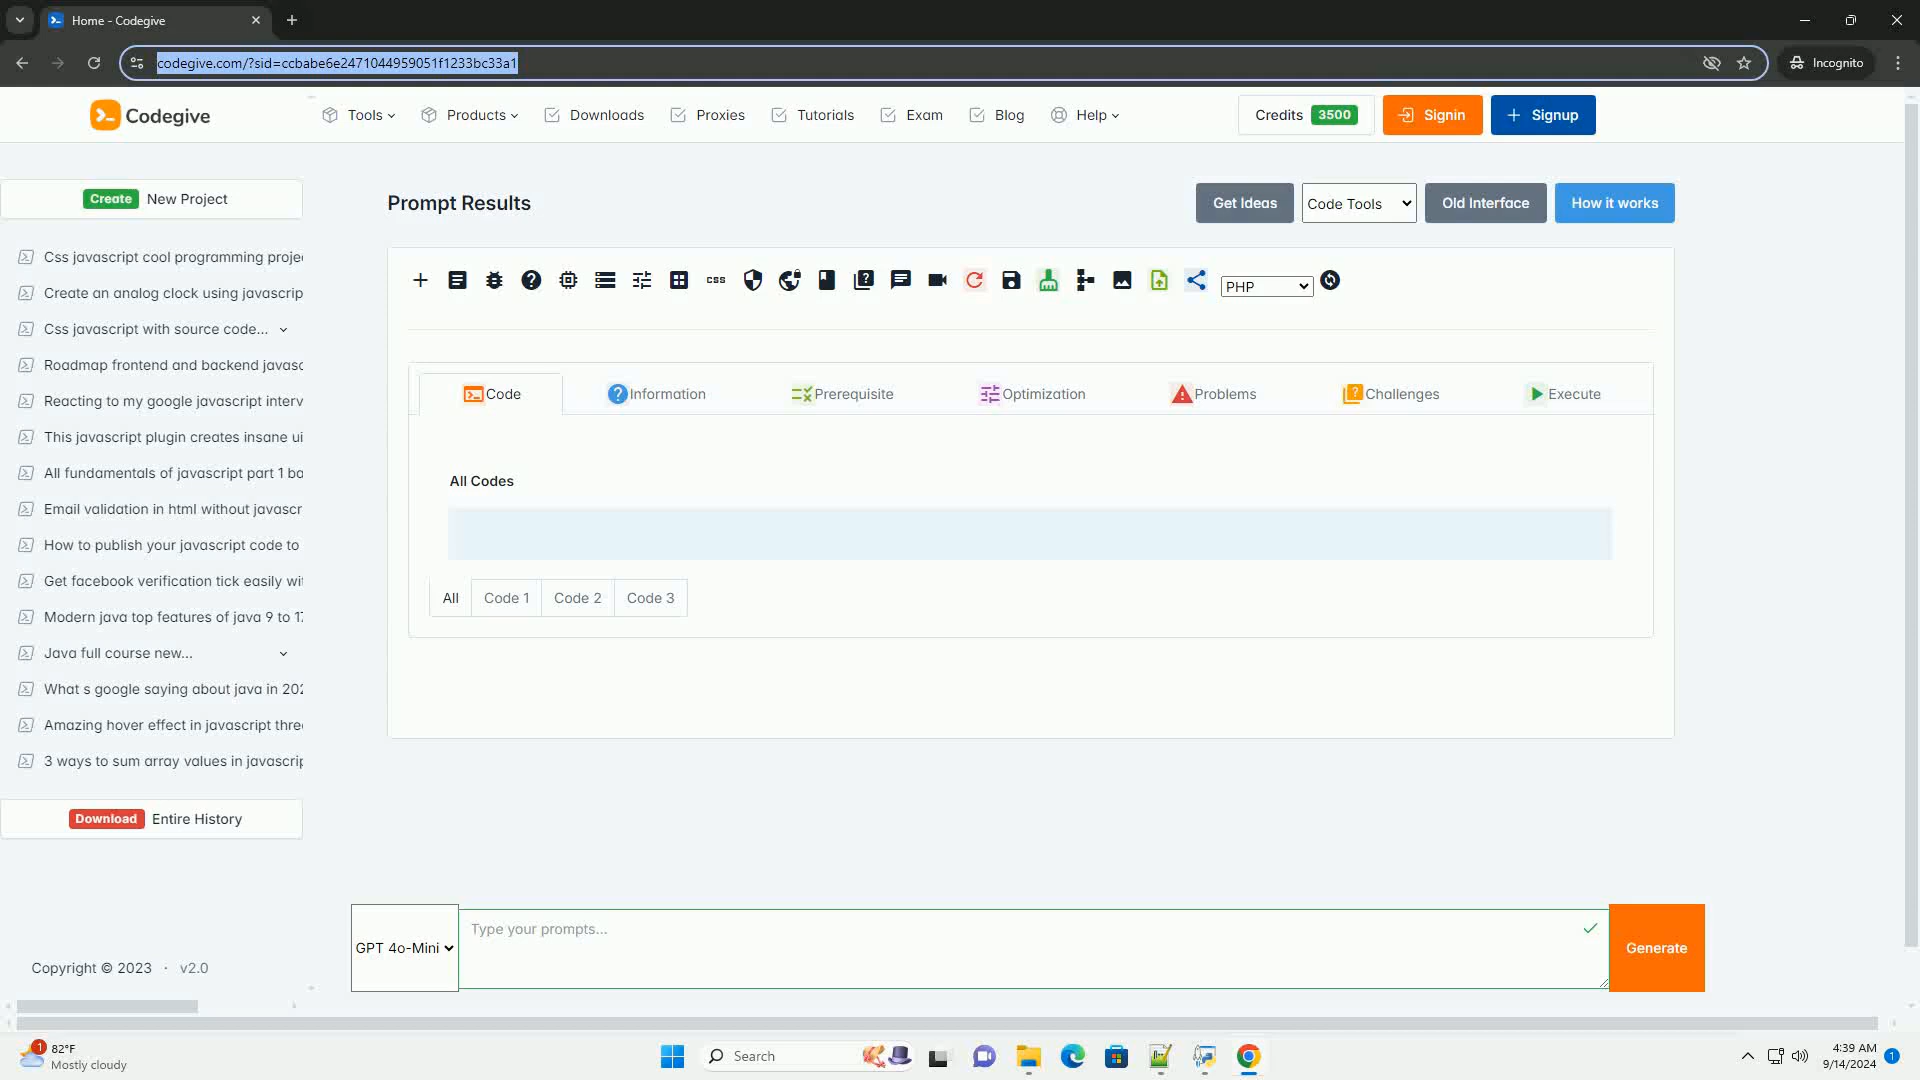 Home - Codegive
codegive.com/?sid=ccbabe6e2471044959051f1233bc33a1
Incognito
Codegive
Tools
Products
Downloads
Proxies
Tutorials
Exam
Blog
Help
Credits 3500
Signin
Signup
Create New Project
Css javascript cool programming proje
Create an analog clock using javascrip
Css javascript with source code...
Roadmap frontend and backend javasc
Reacting to my google javascript interv
This javascript plugin creates insane ui
All fundamentals of javascript part 1 ba
Email validation in html without javascr
How to publish your javascript code to
Get facebook verification tick easily wi
Modern java top features of java 9 to 17
Java full course new...
What s google saying about java in 202
Amazing hover effect in javascript three
3 ways to sum array values in javascrip
Download Entire History
Copyright © 2023 · v2.0
Prompt Results
Get Ideas
Code Tools
Old Interface
How it works
css
PHP
Code
Information
Prerequisite
Optimization
Problems
Challenges
Execute
All Codes
All
Code 1
Code 2
Code 3
GPT 4o-Mini
Type your prompts...
Generate
1
82°F
Mostly cloudy
Search
4:39 AM
9/14/2024
1